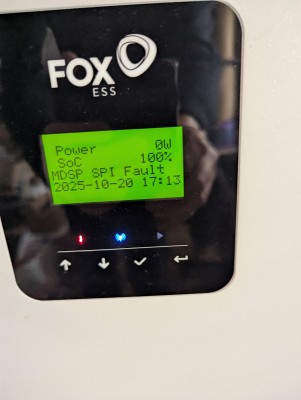 FOX
ESS
Power 0W
SoC 100%
MDSP SPI Fault
2025-10-20 17:13